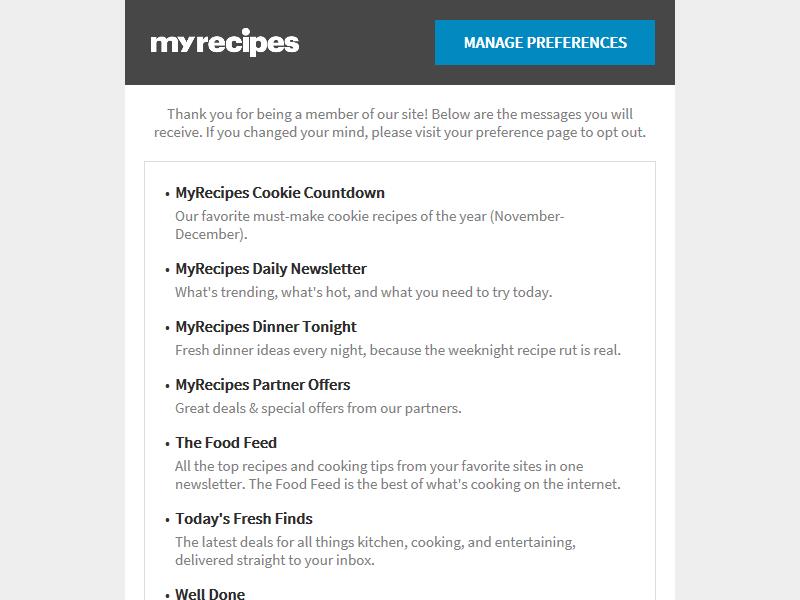 myrecipes
MANAGE PREFERENCES
Thank you for being a member of our site! Below are the messages you will
receive. If you changed your mind, please visit your preference page to opt out.
• MyRecipes Cookie Countdown
Our favorite must-make cookie recipes of the year (November-
December).
• MyRecipes Daily Newsletter
What's trending, what's hot, and what you need to try today.
• MyRecipes Dinner Tonight
Fresh dinner ideas every night, because the weeknight recipe rut is real.
• MyRecipes Partner Offers
Great deals & special offers from our partners.
• The Food Feed
All the top recipes and cooking tips from your favorite sites in one
newsletter. The Food Feed is the best of what's cooking on the internet.
• Today's Fresh Finds
The latest deals for all things kitchen, cooking, and entertaining,
delivered straight to your inbox.
• Well Done